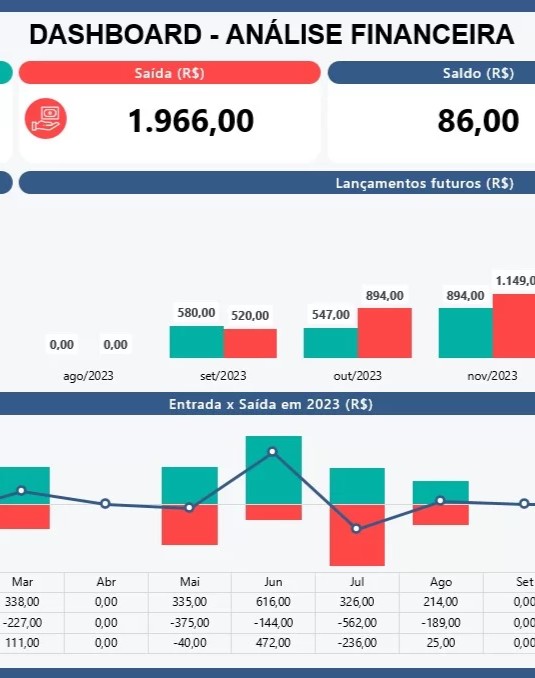 DASHBOARD - ANÁLISE FINANCEIRA
Saída (R$) Saldo (R$)
1.966,00 86,00
Lançamentos futuros (R$)
1.149,0
894,00 894,00
580,00 520,00 547,00
0,00 0,00
ago/2023 set/2023 out/2023 nov/2023
Entrada x Saída em 2023 (R$)
Mar Abr Mai Jun Jul Ago Set
338,00 0,00 335,00 616,00 326,00 214,00 0,00
-227,00 0,00 -375,00 -144,00 -562,00 -189,00 0,00
111,00 0,00 -40,00 472,00 -236,00 25,00 0,00